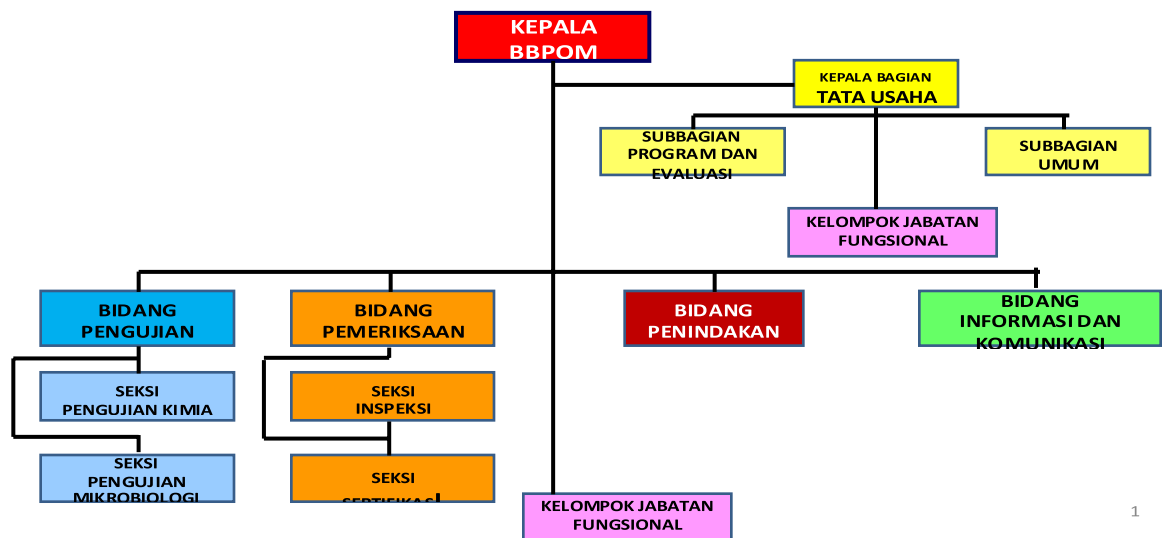 KEPALA
BBPOM
KEPALA BAGIAN
TATA USAHA
SUBBAGIAN
PROGRAM DAN
EVALUASI
SUBBAGIAN
UMUM
KELOMPOK JABATAN
FUNGSIONAL
BIDANG
PENGUJIAN
BIDANG
PEMERIKSAAN
BIDANG
PENINDAKAN
BIDANG
INFORMASI DAN
KOMUNIKASI
SEKSI
PENGUJIAN KIMIA
SEKSI
INSPEKSI
SEKSI
PENGUJIAN
MIKROBIOLOGI
SEKSI
SERTIFIKASI
KELOMPOK JABATAN
FUNGSIONAL
1